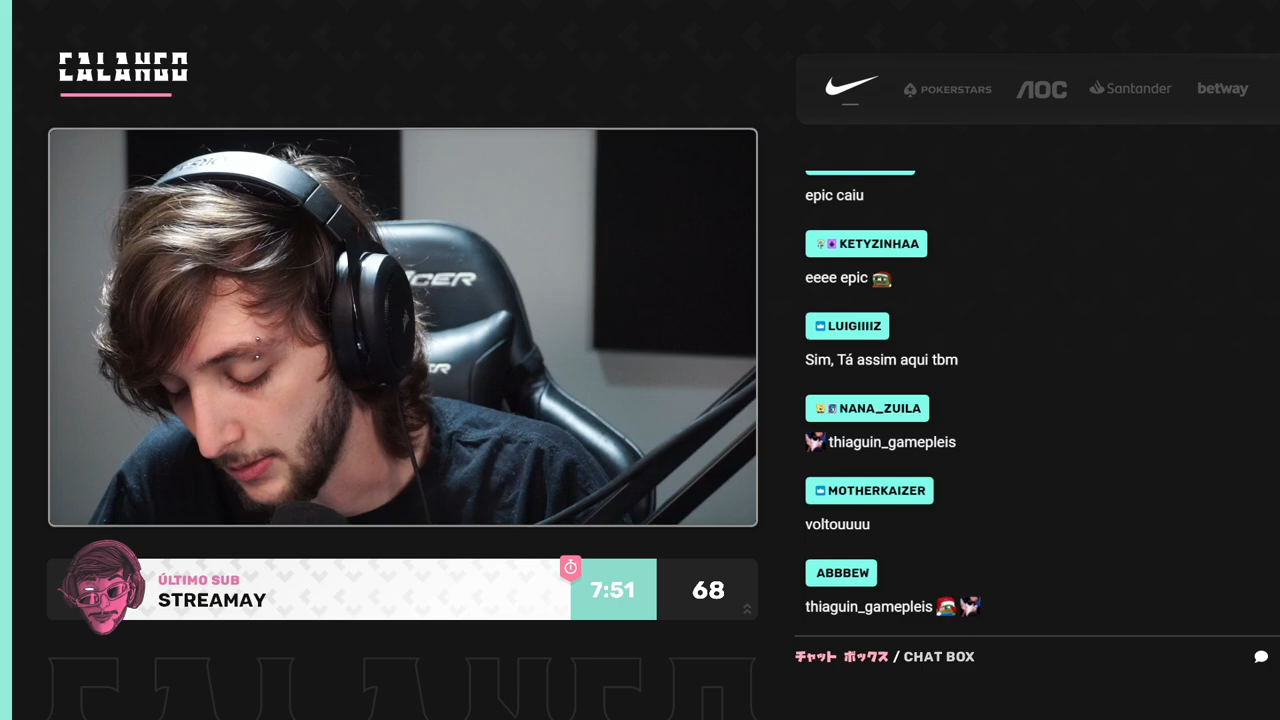 CALANGO
POKERSTARS
AOC
Santander
betway
epic caiu
KETYZINHAA
eeee epic
LUIGIIIIZ
Sim, Tá assim aqui tbm
NANA_ZUILA
thiaguin_gamepleis
MOTHERKAIZER
voltouuuu
ABBBEW
thiaguin_gamepleis
ÚLTIMO SUB
STREAMAY
7:51
68
チャット ボックス / CHAT BOX
CALANGO